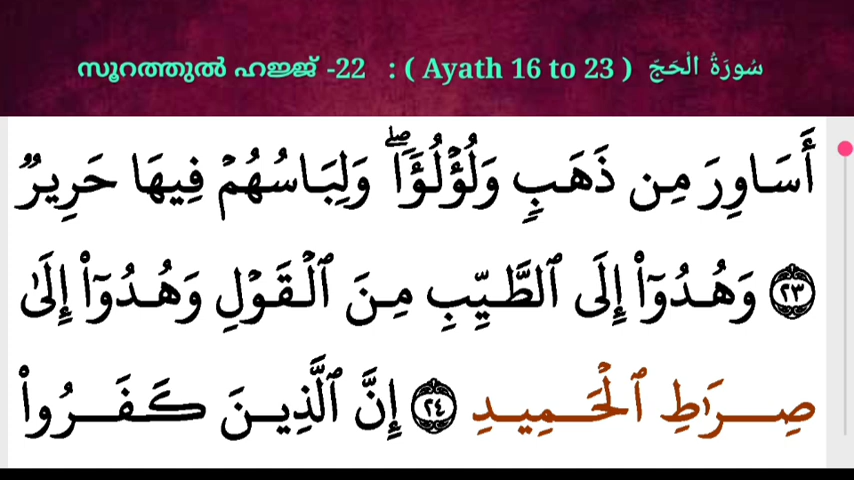 സൂറത്തുൽ ഹജ്ജ് -22 : ( Ayath 16 to 23 ) سُورَةُ الْحَجّ
أَسَاوِرَ مِن ذَهَبٖ وَلُؤۡلُؤٗاۖ وَلِبَاسُهُمۡ فِيهَا حَرِيرٞ
٢٣ وَهُدُوٓاْ إِلَى ٱلطَّيِّبِ مِنَ ٱلۡقَوۡلِ وَهُدُوٓاْ إِلَىٰ
صِرَٰطِ ٱلۡحَمِيدِ ٢٤ إِنَّ ٱلَّذِينَ كَفَرُواْ